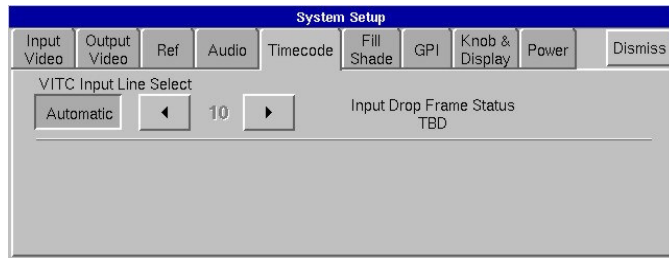 System Setup
Input Video
Output Video
Ref
Audio
Timecode
Fill Shade
GPI
Knob & Display
Power
Dismiss
VITC Input Line Select
Automatic
10
Input Drop Frame Status
TBD